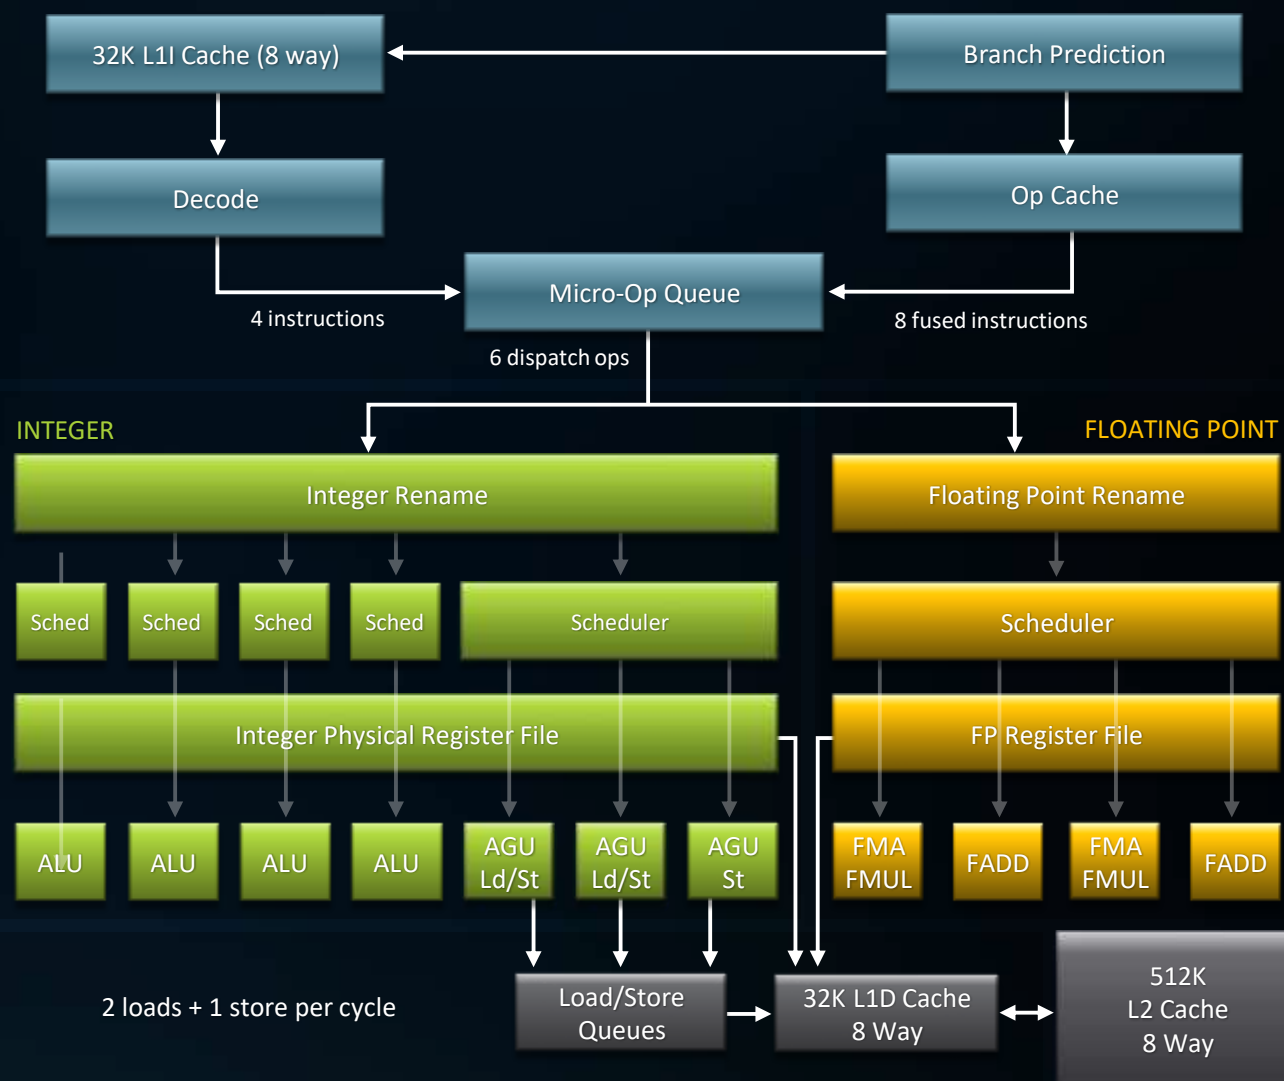 32K L1I Cache (8 way)
Branch Prediction
Decode
Op Cache
Micro-Op Queue
4 instructions
8 fused instructions
6 dispatch ops
INTEGER
FLOATING POINT
Integer Rename
Floating Point Rename
Sched
Sched
Sched
Sched
Scheduler
Scheduler
Integer Physical Register File
FP Register File
ALU
ALU
ALU
ALU
AGU
Ld/St
AGU
Ld/St
AGU
St
FMA
FMUL
FADD
FMA
FMUL
FADD
2 loads + 1 store per cycle
Load/Store
Queues
32K L1D Cache
8 Way
512K
L2 Cache
8 Way